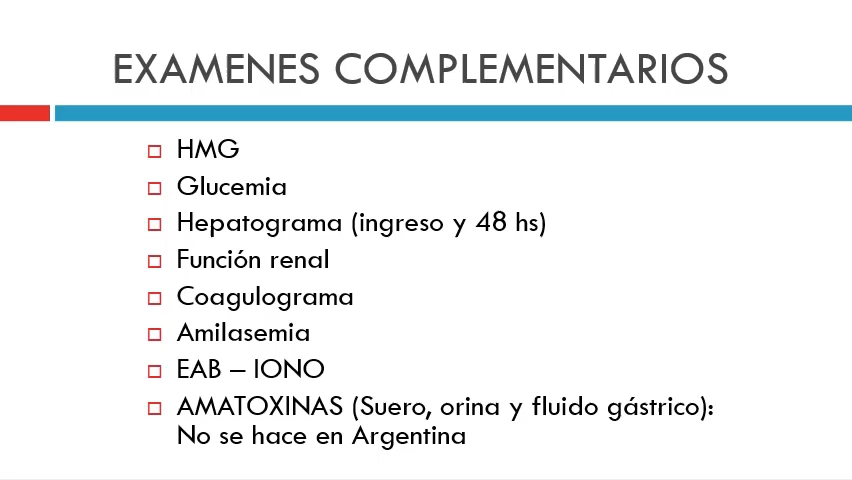 EXAMENES COMPLEMENTARIOS
HMG
Glucemia
Hepatograma (ingreso y 48 hs)
Función renal
Coagulograma
Amilasemia
EAB – IONO
AMATOXINAS (Suero, orina y fluido gástrico):
No se hace en Argentina